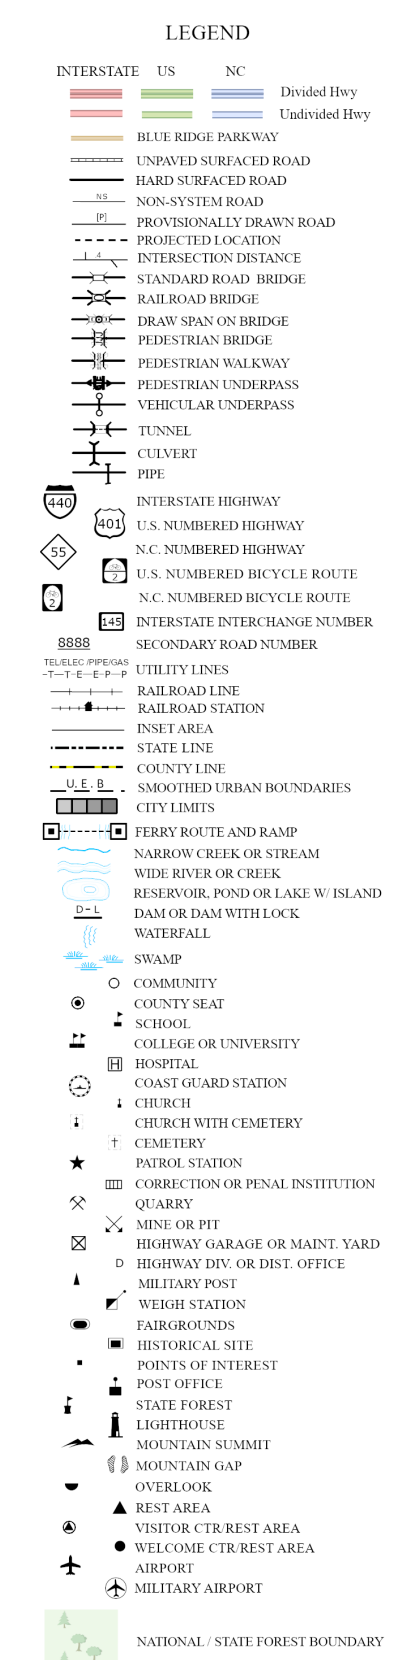 LEGEND
INTERSTATE US NC
Divided Hwy
Undivided Hwy
BLUE RIDGE PARKWAY
UNPAVED SURFACED ROAD
HARD SURFACED ROAD
NS NON-SYSTEM ROAD
[P] PROVISIONALLY DRAWN ROAD
PROJECTED LOCATION
4 INTERSECTION DISTANCE
STANDARD ROAD BRIDGE
RAILROAD BRIDGE
DRAW SPAN ON BRIDGE
PEDESTRIAN BRIDGE
PEDESTRIAN WALKWAY
PEDESTRIAN UNDERPASS
VEHICULAR UNDERPASS
TUNNEL
CULVERT
PIPE
440 INTERSTATE HIGHWAY
401 U.S. NUMBERED HIGHWAY
55 N.C. NUMBERED HIGHWAY
2 U.S. NUMBERED BICYCLE ROUTE
2 N.C. NUMBERED BICYCLE ROUTE
145 INTERSTATE INTERCHANGE NUMBER
8888 SECONDARY ROAD NUMBER
TEL/ELEC /PIPE/GAS
-T—T—E—E-P—P UTILITY LINES
RAILROAD LINE
RAILROAD STATION
INSET AREA
STATE LINE
COUNTY LINE
U.E.B SMOOTHED URBAN BOUNDARIES
CITY LIMITS
FERRY ROUTE AND RAMP
NARROW CREEK OR STREAM
WIDE RIVER OR CREEK
RESERVOIR, POND OR LAKE W/ ISLAND
D-L DAM OR DAM WITH LOCK
WATERFALL
SWAMP
COMMUNITY
COUNTY SEAT
SCHOOL
COLLEGE OR UNIVERSITY
H HOSPITAL
COAST GUARD STATION
CHURCH
CHURCH WITH CEMETERY
CEMETERY
PATROL STATION
CORRECTION OR PENAL INSTITUTION
QUARRY
MINE OR PIT
HIGHWAY GARAGE OR MAINT. YARD
D HIGHWAY DIV. OR DIST. OFFICE
MILITARY POST
WEIGH STATION
FAIRGROUNDS
HISTORICAL SITE
POINTS OF INTEREST
POST OFFICE
STATE FOREST
LIGHTHOUSE
MOUNTAIN SUMMIT
MOUNTAIN GAP
OVERLOOK
REST AREA
VISITOR CTR/REST AREA
WELCOME CTR/REST AREA
AIRPORT
MILITARY AIRPORT
NATIONAL / STATE FOREST BOUNDARY